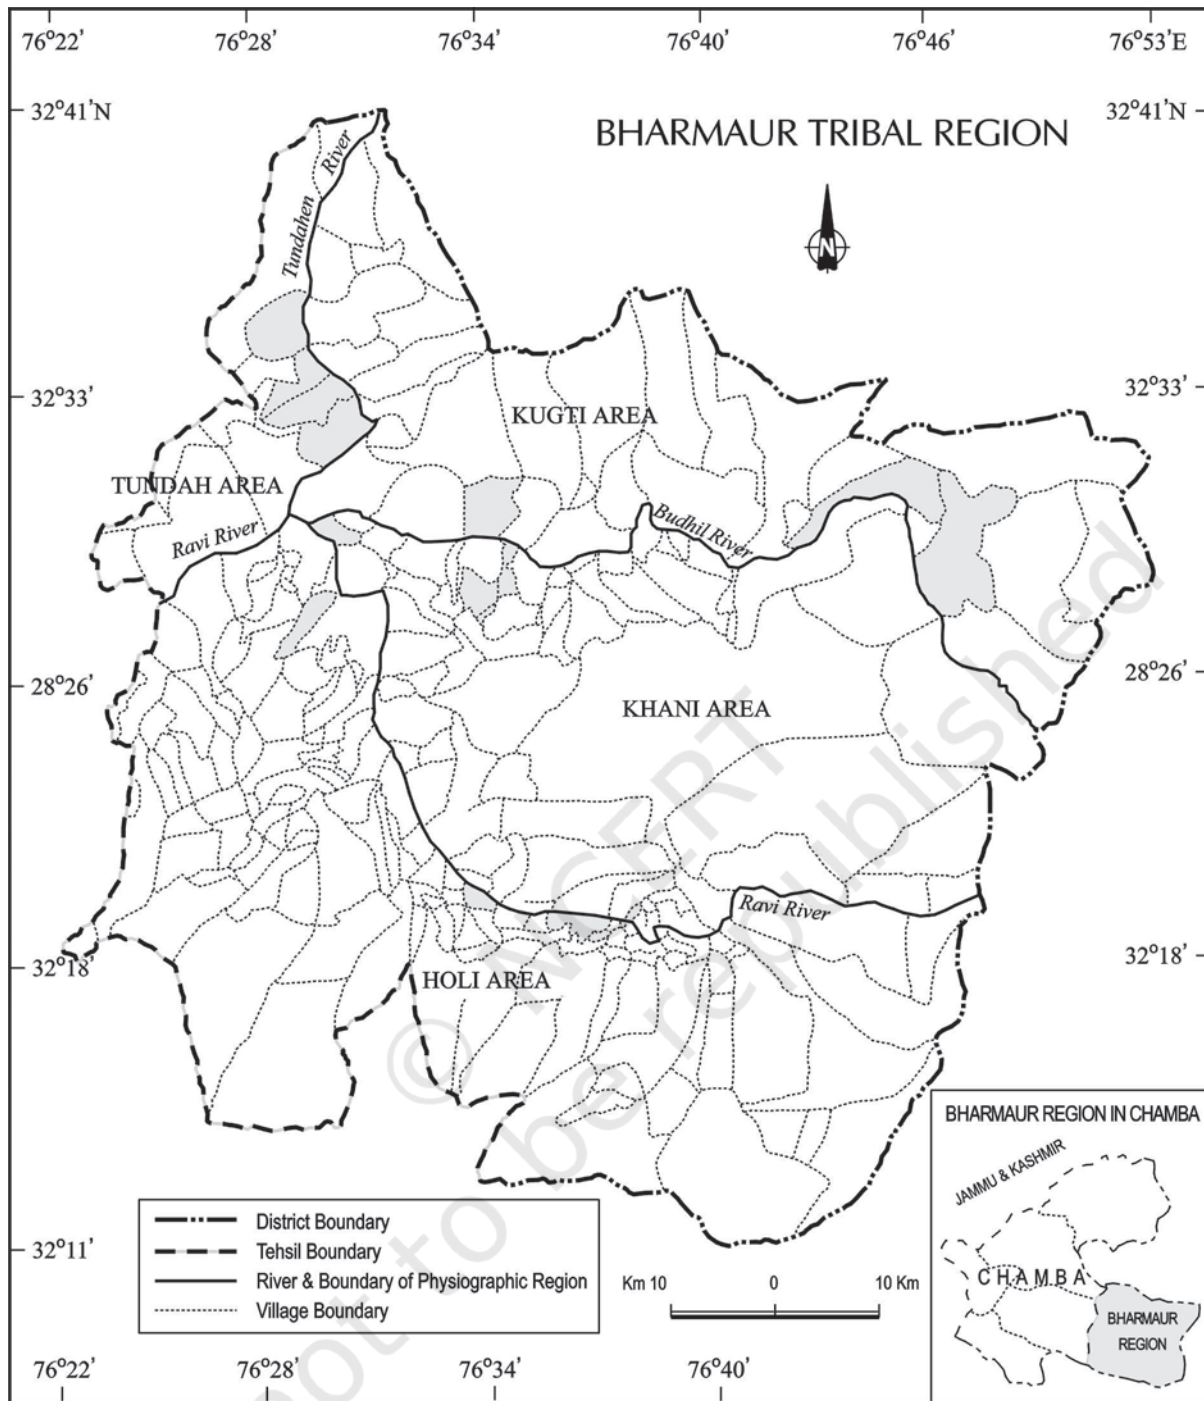 76°22' 76°28' 76°34' 76°40' 76°46' 76°53'E
32°41'N 32°41'N
BHARMAUR TRIBAL REGION
Tundahen River
N
32°33' 32°33'
KUGTI AREA
TUNDAH AREA
Ravi River
Budhil River
28°26' 28°26'
KHANI AREA
Ravi River
32°18' 32°18'
HOLI AREA
© NCERT
not to be republished
BHARMAUR REGION IN CHAMBA
JAMMU & KASHMIR
CHAMBA
BHARMAUR
REGION
District Boundary
Tehsil Boundary
River & Boundary of Physiographic Region
Village Boundary
32°11'
Km 10 0 10 Km
76°22' 76°28' 76°34' 76°40'